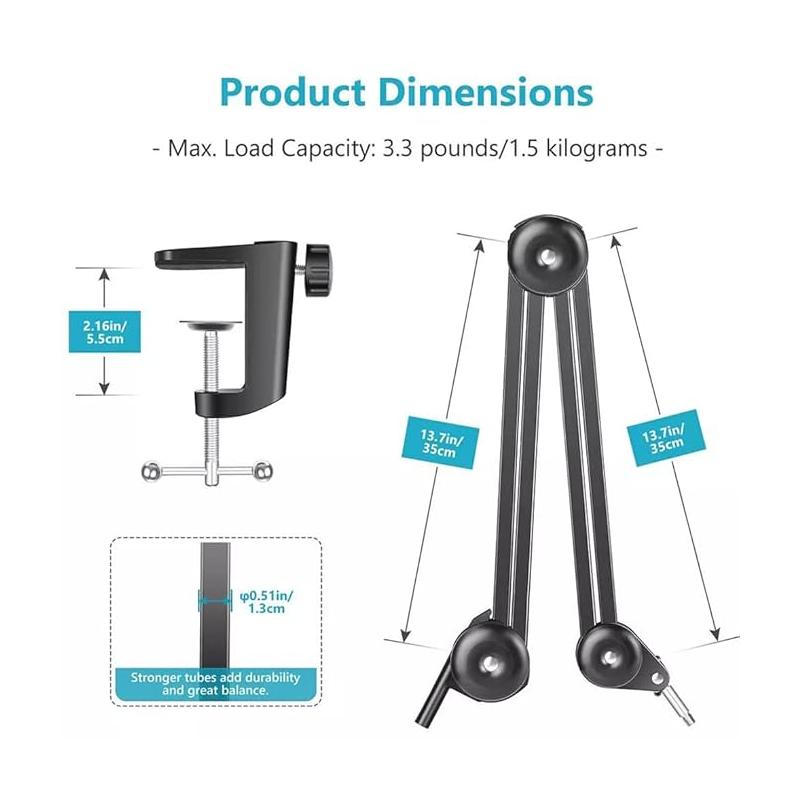 Product Dimensions
- Max. Load Capacity: 3.3 pounds/1.5 kilograms -
2.16in/
5.5cm
13.7in/
35cm
13.7in/
35cm
φ0.51in/
1.3cm
Stronger tubes add durability
and great balance.